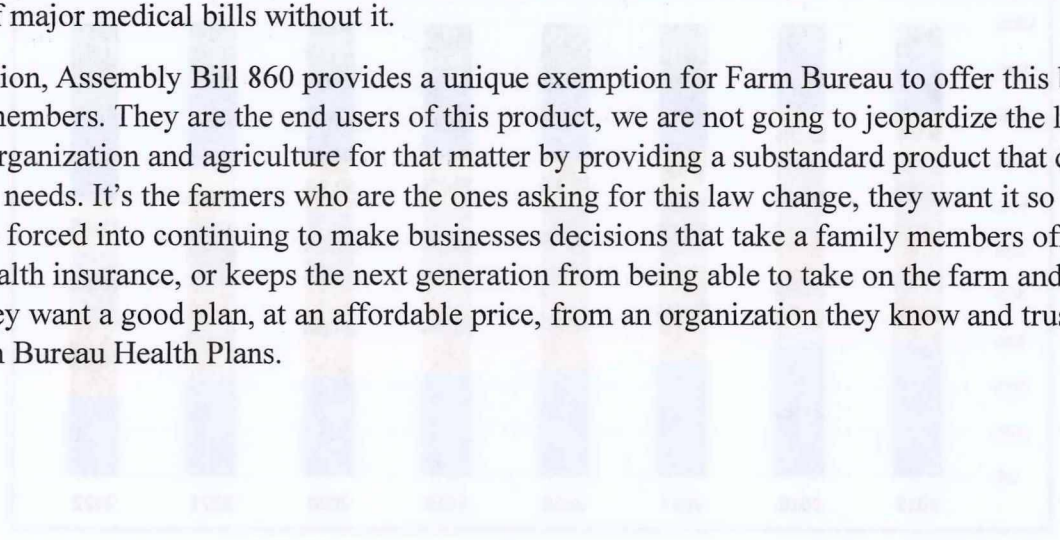 major medical bills without it.
ion, Assembly Bill 860 provides a unique exemption for Farm Bureau to offer this
embers. They are the end users of this product, we are not going to jeopardize the
rganization and agriculture for that matter by providing a substandard product that
needs. It’s the farmers who are the ones asking for this law change, they want it so
forced into continuing to make businesses decisions that take a family members of
alth insurance, or keeps the next generation from being able to take on the farm and
ey want a good plan, at an affordable price, from an organization they know and trus
Bureau Health Plans.